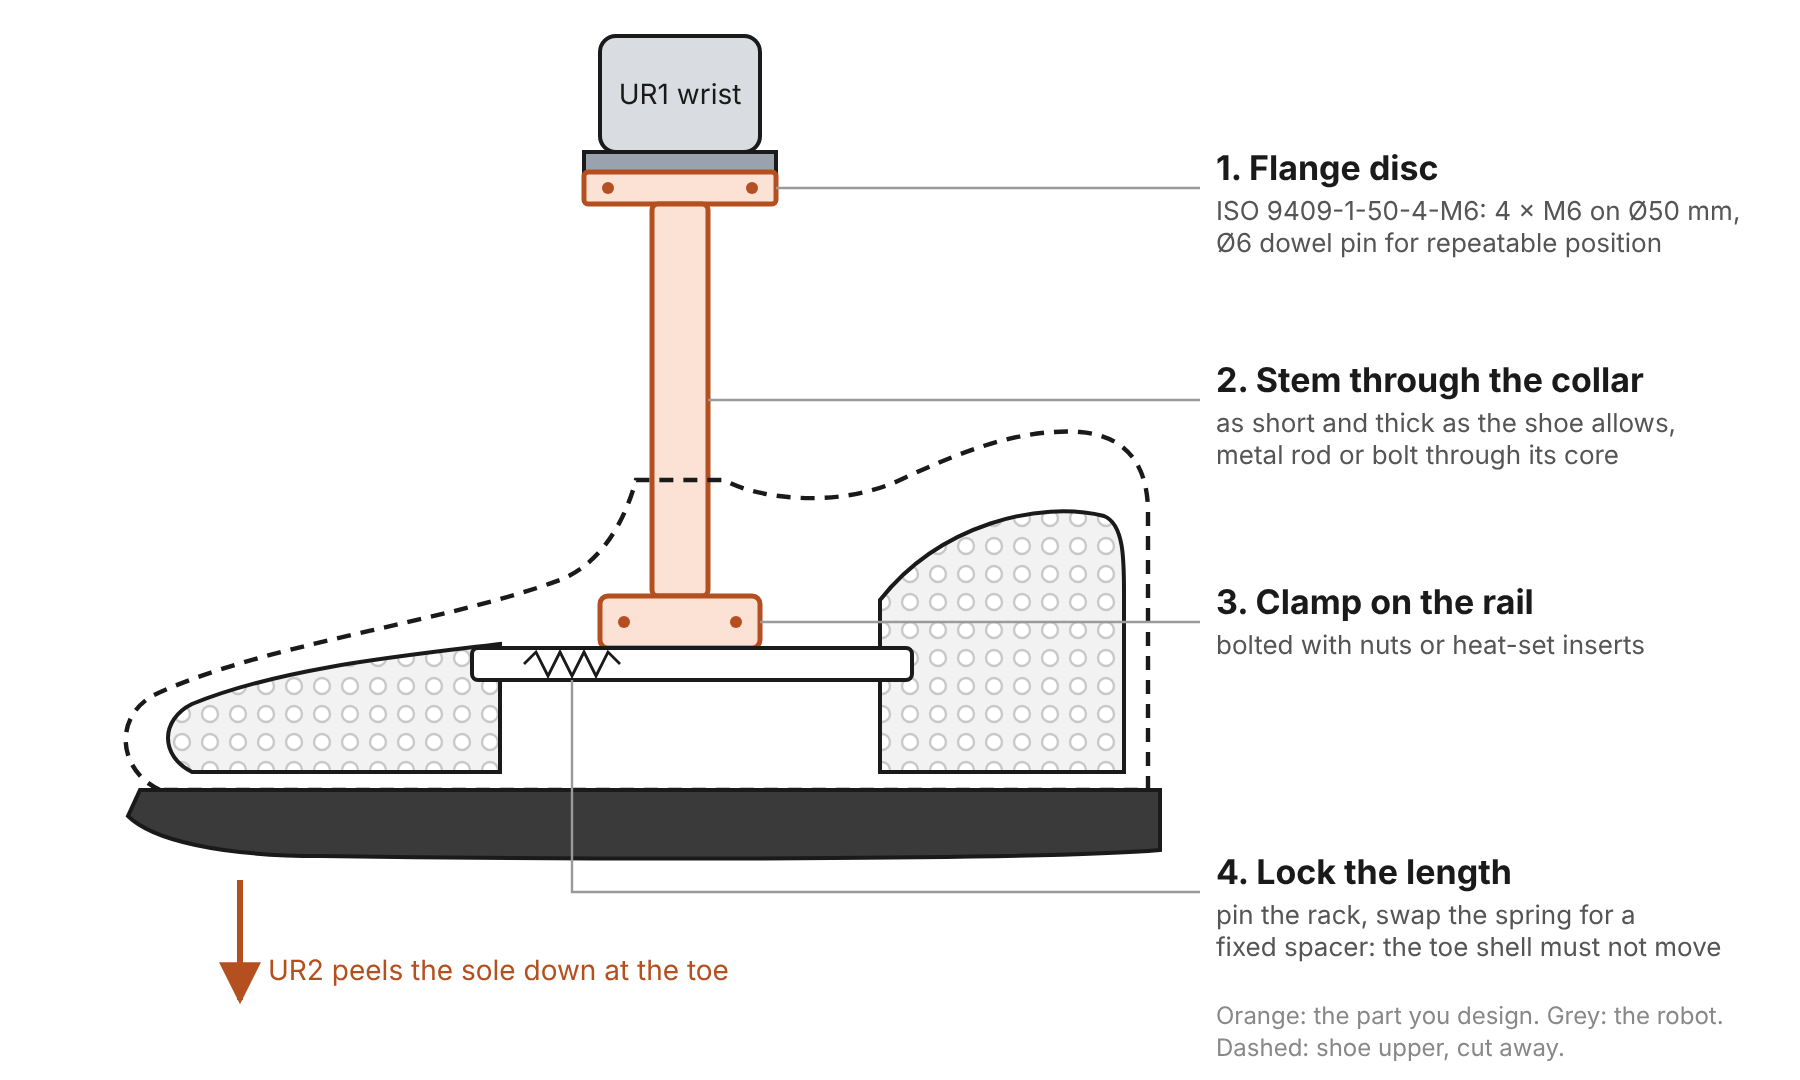 UR1 wrist
1. Flange disc
ISO 9409-1-50-4-M6: 4 × M6 on Ø50 mm,
Ø6 dowel pin for repeatable position
2. Stem through the collar
as short and thick as the shoe allows,
metal rod or bolt through its core
3. Clamp on the rail
bolted with nuts or heat-set inserts
4. Lock the length
pin the rack, swap the spring for a
fixed spacer: the toe shell must not move
UR2 peels the sole down at the toe
Orange: the part you design. Grey: the robot.
Dashed: shoe upper, cut away.